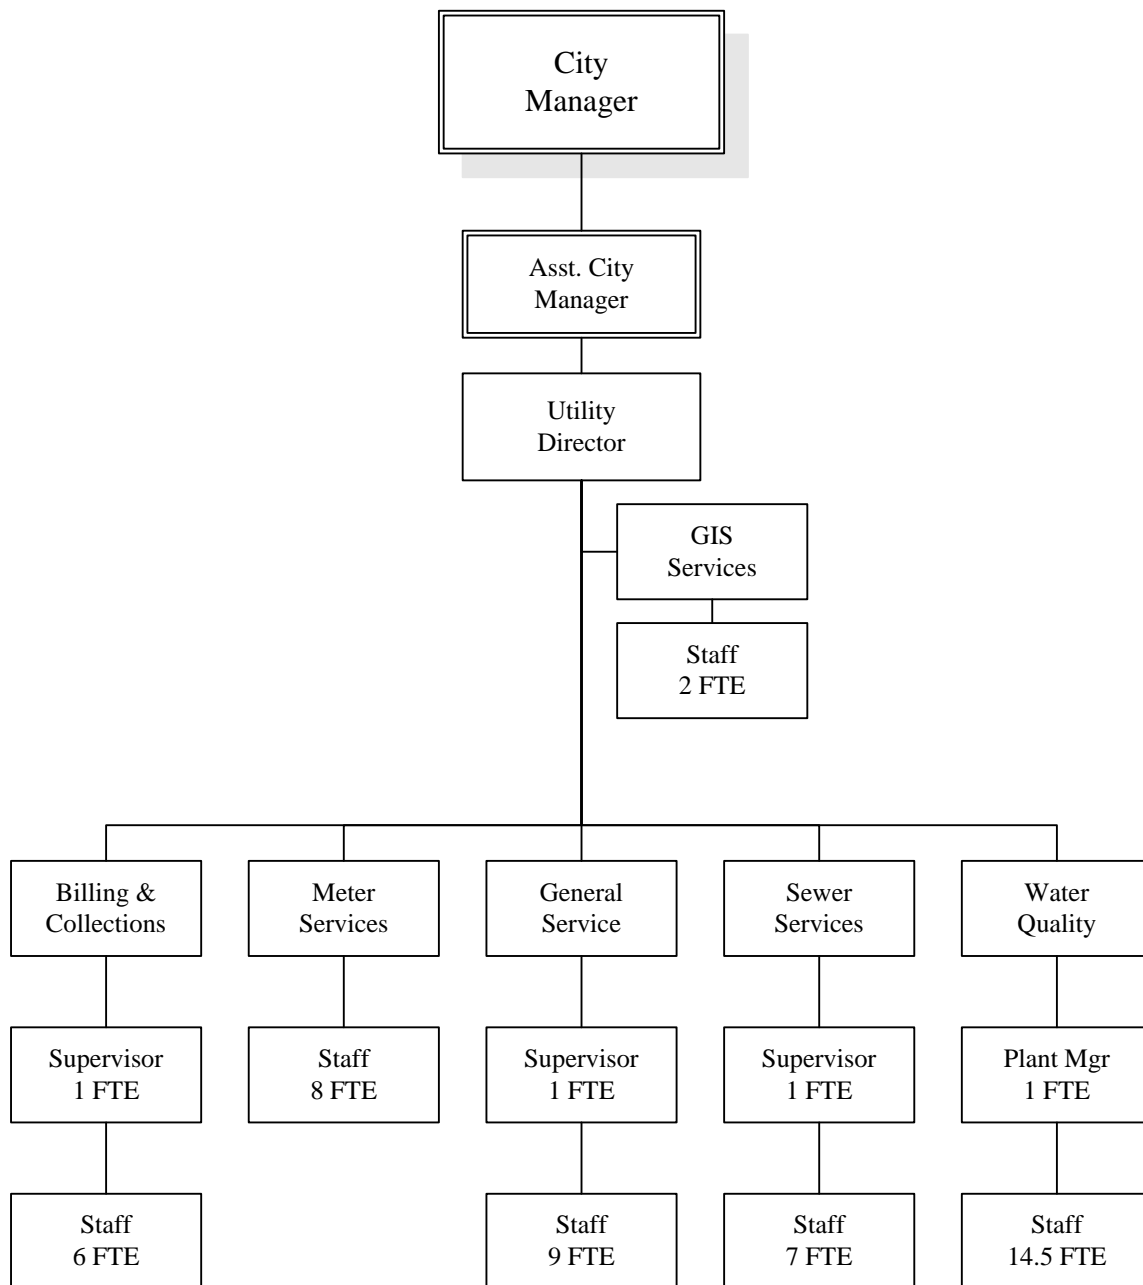 City
Manager
Asst. City
Manager
Utility
Director
GIS
Services
Staff
2 FTE
Billing &
Collections
Meter
Services
General
Service
Sewer
Services
Water
Quality
Supervisor
1 FTE
Staff
8 FTE
Supervisor
1 FTE
Supervisor
1 FTE
Plant Mgr
1 FTE
Staff
6 FTE
Staff
9 FTE
Staff
7 FTE
Staff
14.5 FTE